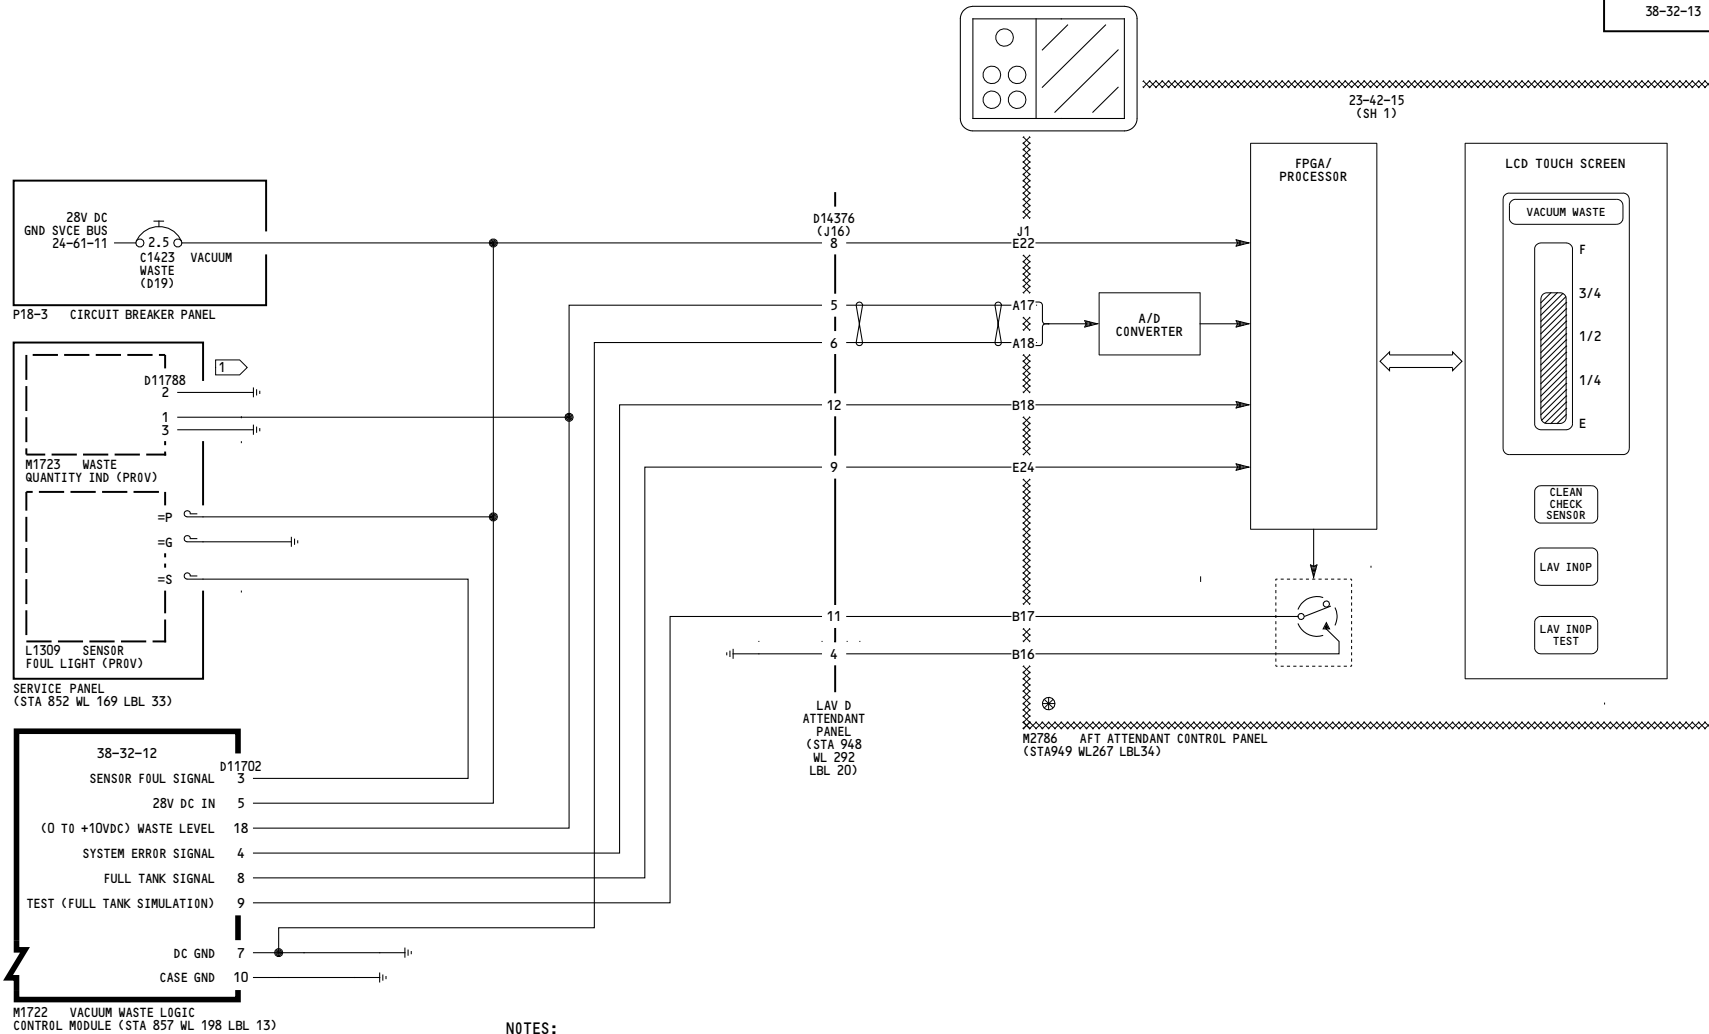 38-32-13
23-42-15
(SH 1)
28V DC
GND SVCE BUS
24-61-11
2.5
C1423 VACUUM
WASTE
(D19)
P18-3 CIRCUIT BREAKER PANEL
1
D11788
2
1
3
M1723 WASTE
QUANTITY IND (PROV)
=P
=G
=S
L1309 SENSOR
FOUL LIGHT (PROV)
SERVICE PANEL
(STA 852 WL 169 LBL 33)
38-32-12
D11702
SENSOR FOUL SIGNAL 3
28V DC IN 5
(0 TO +10VDC) WASTE LEVEL 18
SYSTEM ERROR SIGNAL 4
FULL TANK SIGNAL 8
TEST (FULL TANK SIMULATION) 9
DC GND 7
CASE GND 10
M1722 VACUUM WASTE LOGIC
CONTROL MODULE (STA 857 WL 198 LBL 13)
NOTES:
D14376
(J16)
8
5
6
12
9
11
4
LAV D
ATTENDANT
PANEL
(STA 948
WL 292
LBL 20)
J1
E22
A17
A18
B18
E24
B17
B16
M2786 AFT ATTENDANT CONTROL PANEL
(STA949 WL267 LBL34)
A/D
CONVERTER
FPGA/
PROCESSOR
LCD TOUCH SCREEN
VACUUM WASTE
F
3/4
1/2
1/4
E
CLEAN
CHECK
SENSOR
LAV INOP
LAV INOP
TEST